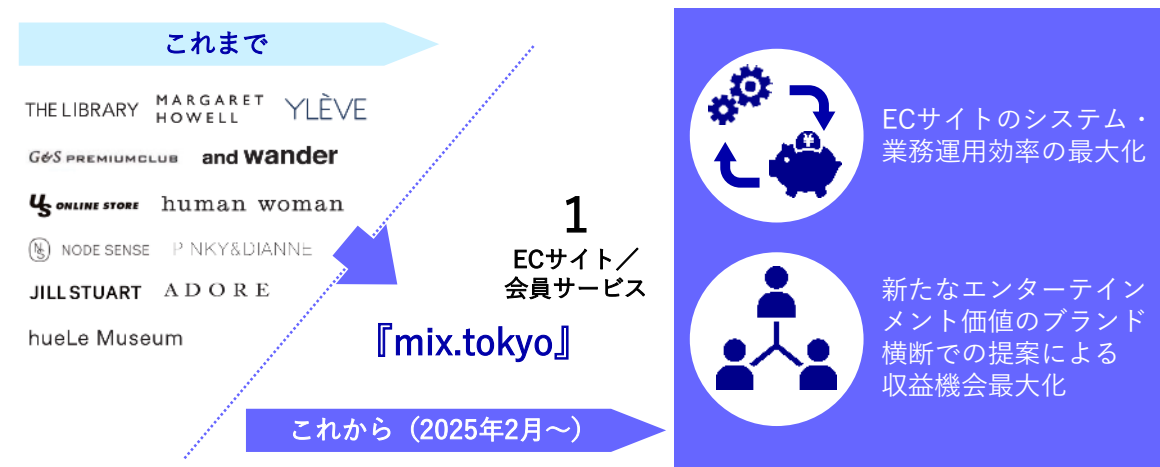 これまで
THE LIBRARY
MARGARET
HOWELL
YLÈVE
G&S PREMIUMCLUB
and wander
US ONLINE STORE
human woman
NS
NODE SENSE
P NKY&DIANNE
JILL STUART
ADORE
hueLe Museum
1
ECサイト／
会員サービス
『mix.tokyo』
これから（2025年2月～）
¥
ECサイトのシステム・
業務運用効率の最大化
新たなエンターテイン
メント価値のブランド
横断での提案による
収益機会最大化